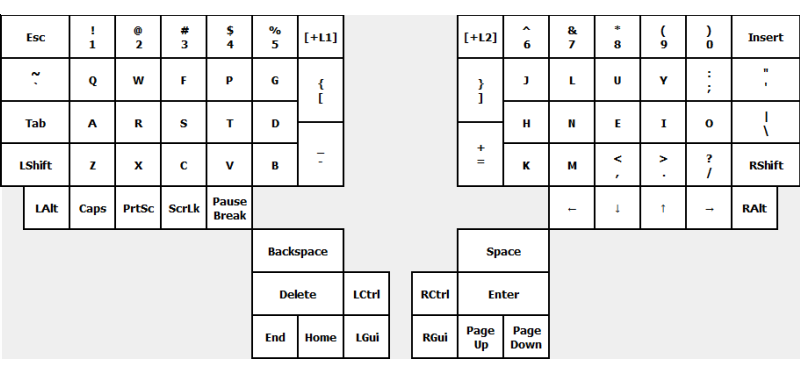 Esc ! @ # $ % [+L1] [+L2] ^ & * ( ) Insert
1 2 3 4 5 6 7 8 9 0
~ Q W F P G { } J L U Y : "
` [ ] ; '
Tab A R S T D H N E I O |
\
LShift Z X C V B _ + K M < > ? RShift
- = , . /
LAlt Caps PrtSc ScrLk Pause ← ↓ ↑ → RAlt
Break
Backspace Space
Delete LCtrl RCtrl Enter
End Home LGui RGui Page Page
Up Down